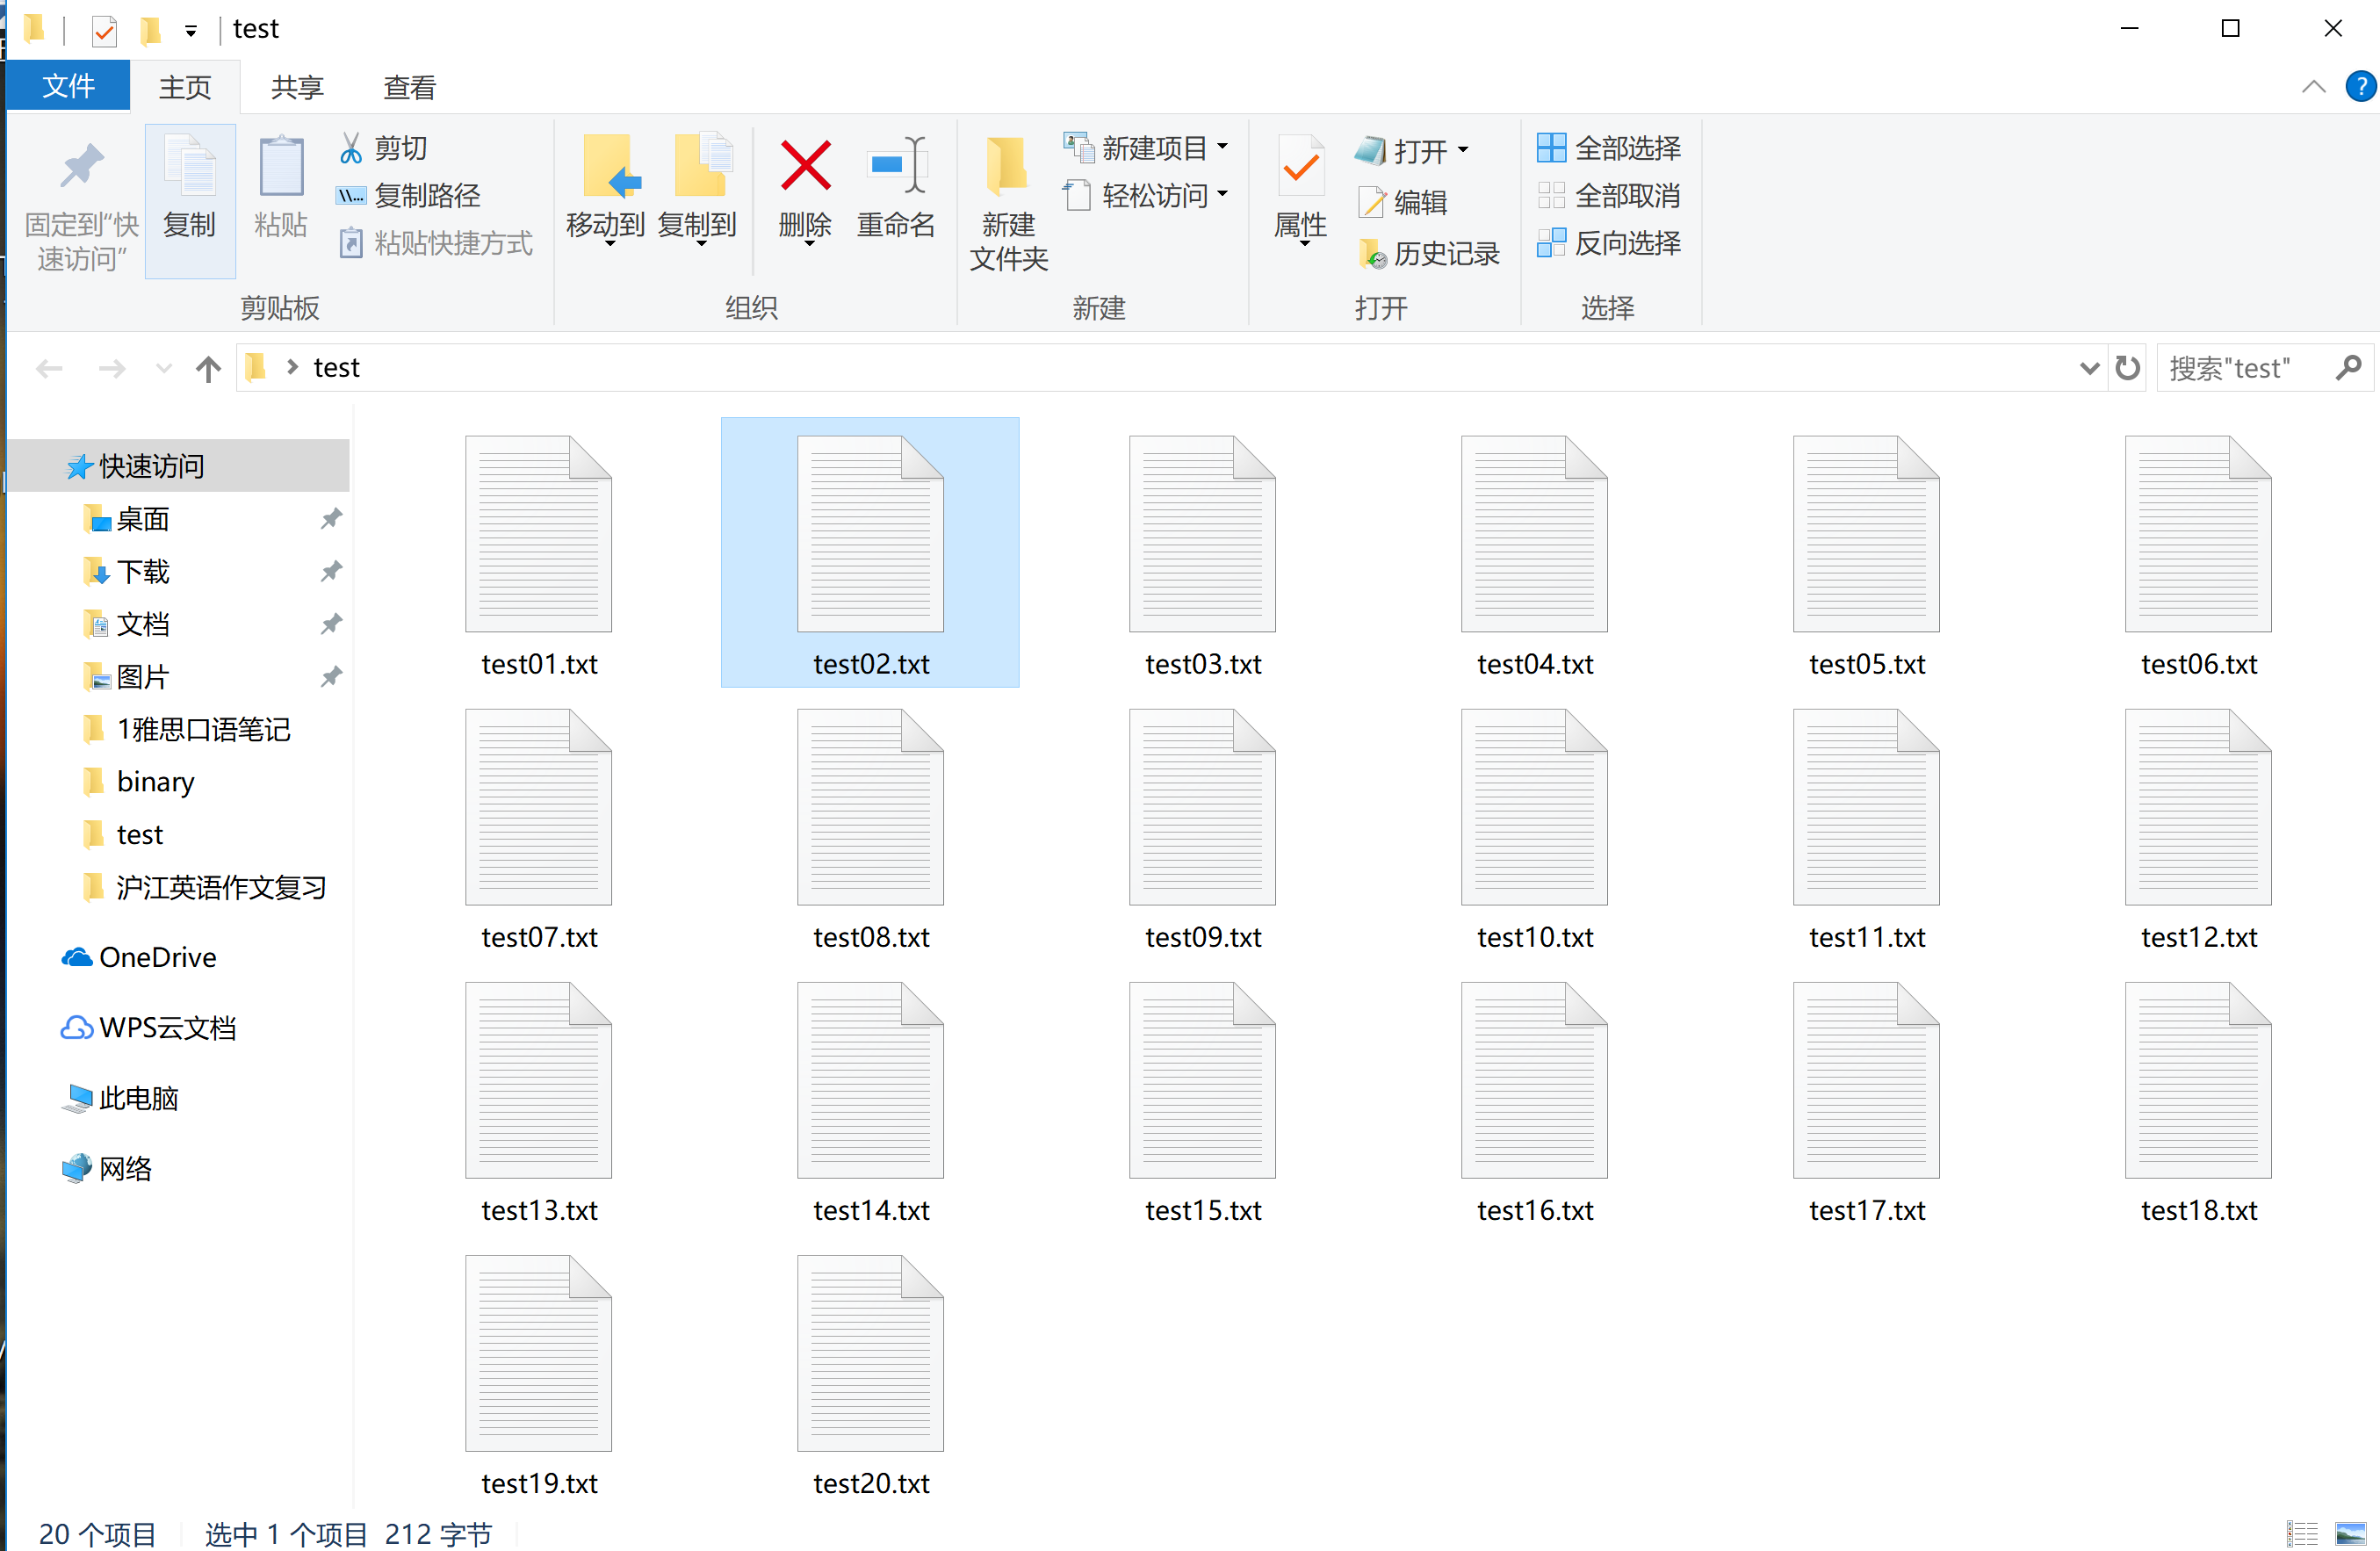 test
文件 主页 共享 查看
固定到“快
速访问”
复制
粘贴
剪切
复制路径
粘贴快捷方式
剪贴板
移动到
复制到
删除
重命名
组织
新建
文件夹
新建项目
轻松访问
新建
属性
打开
编辑
历史记录
打开
全部选择
全部取消
反向选择
选择
test
搜索"test"
快速访问
桌面
下载
文档
图片
1雅思口语笔记
binary
test
沪江英语作文复习
OneDrive
WPS云文档
此电脑
网络
test01.txt test02.txt test03.txt test04.txt test05.txt test06.txt
test07.txt test08.txt test09.txt test10.txt test11.txt test12.txt
test13.txt test14.txt test15.txt test16.txt test17.txt test18.txt
test19.txt test20.txt
20 个项目 选中 1 个项目 212 字节